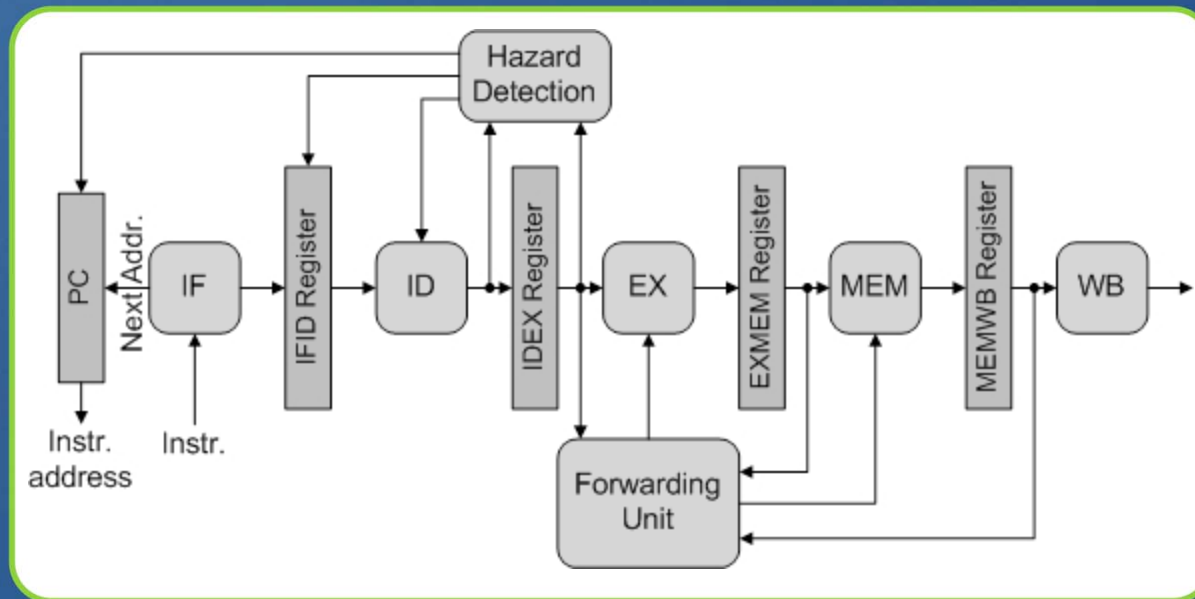 Hazard
Detection
PC
Next Addr.
IF
IFID Register
ID
IDEX Register
EX
EXMEM Register
MEM
MEMWB Register
WB
Instr.
address
Instr.
Forwarding
Unit